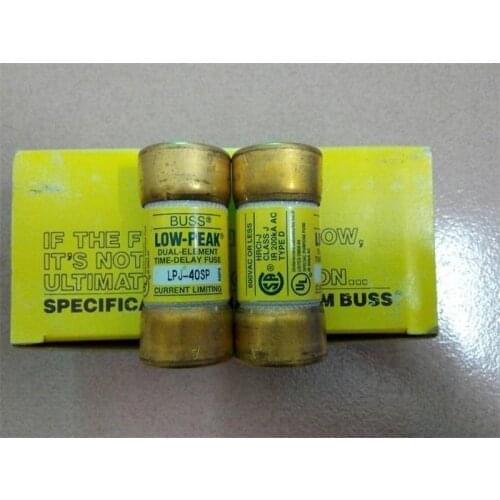 IF THE F
OW,
IT'S NOT
ULTIMAT
ON...
SPECIFICA
M BUSS
BUSS®
LOW-PEAK®
DUAL-ELEMENT
TIME-DELAY FUSE
LPJ-40SP
CURRENT LIMITING
600VAC OR LESS
HRCI-J
CLASS J
IR 200kA AC
TYPE D
UL